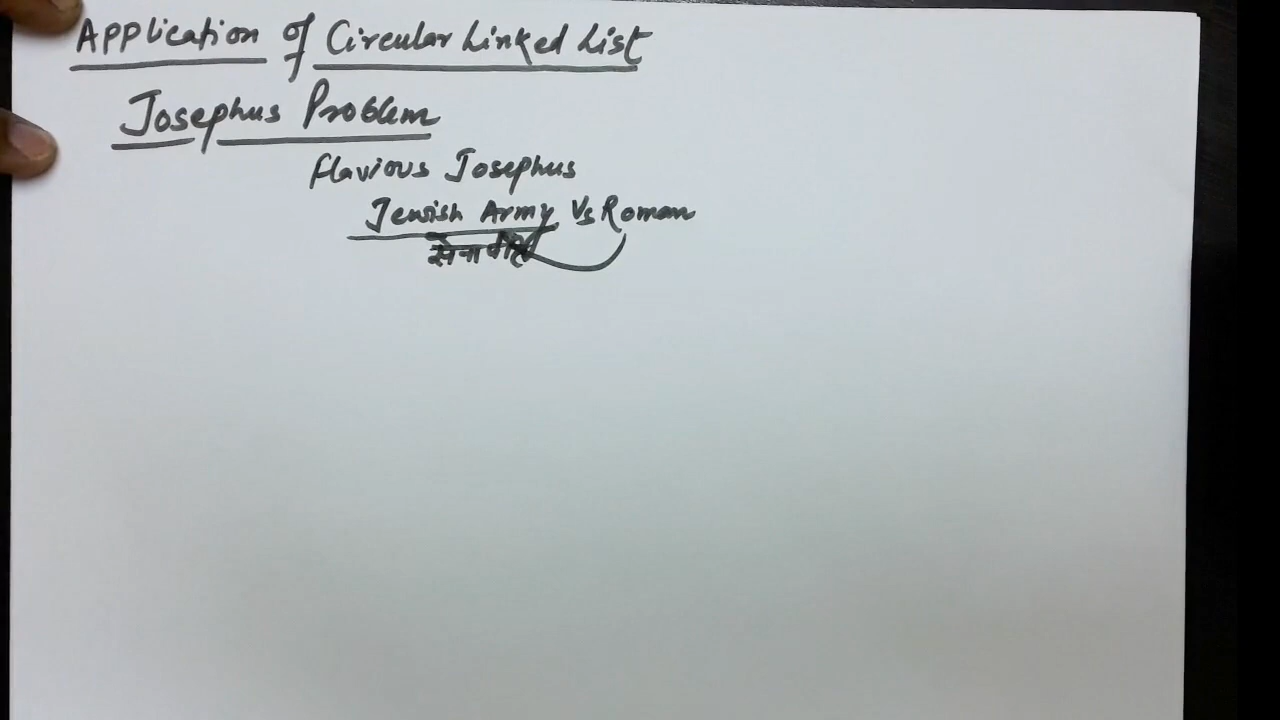 Application of Circular Linked List
Josephus Problem
Flavious Josephus
Jewish Army Vs Roman